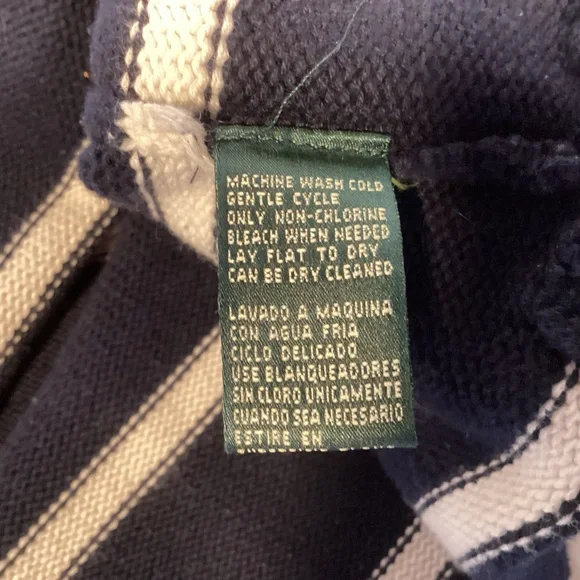 MACHINE WASH COLD
GENTLE CYCLE
ONLY NON-CHLORINE
BLEACH WHEN NEEDED
LAY FLAT TO DRY
CAN BE DRY CLEANED
LAVADO A MAQUINA
CON AGUA FRIA
CICLO DELICADO
USE BLANQUEADORES
SIN CLORO UNICAMENTE
CUANDO SEA NECESARIO
ESTIRE EN